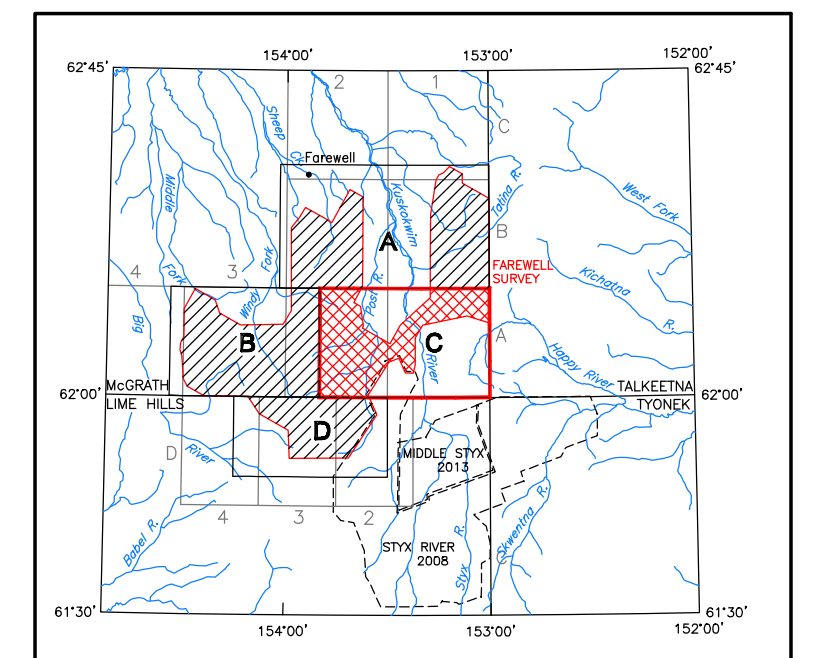 154°00' 153°00' 152°00'
62°45' 62°45'
2 1
Sheep Ck
C
Farewell
Middle
Fork
Kuskokwim
River
Tatina R.
West Fork
A
B
FAREWELL
SURVEY
4 3
Windy Fork
Post R.
Kichatna
R.
Big
River
B
C
A
Happy River
McGRATH
TALKEETNA
62°00' 62°00'
LIME HILLS
TYONEK
D
D
MIDDLE STYX
2013
4 3 2
Babel R.
Skwentna R.
C
STYX RIVER
2008
Styx R.
61°30' 61°30'
154°00' 153°00' 152°00'